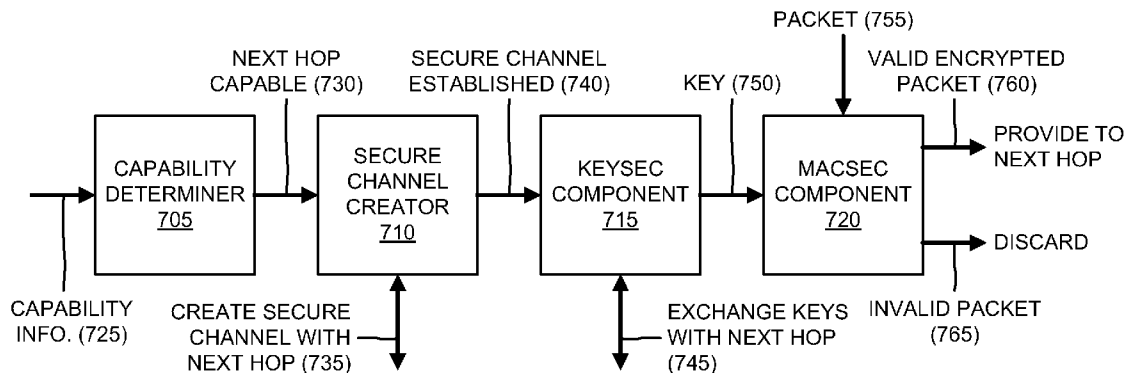 PACKET (755)
NEXT HOP
CAPABLE (730)
SECURE CHANNEL
ESTABLISHED (740)
KEY (750)
VALID ENCRYPTED
PACKET (760)
CAPABILITY
DETERMINER
705
SECURE
CHANNEL
CREATOR
710
KEYSEC
COMPONENT
715
MACSEC
COMPONENT
720
PROVIDE TO
NEXT HOP
DISCARD
CAPABILITY
INFO. (725)
CREATE SECURE
CHANNEL WITH
NEXT HOP (735)
EXCHANGE KEYS
WITH NEXT HOP
(745)
INVALID PACKET
(765)